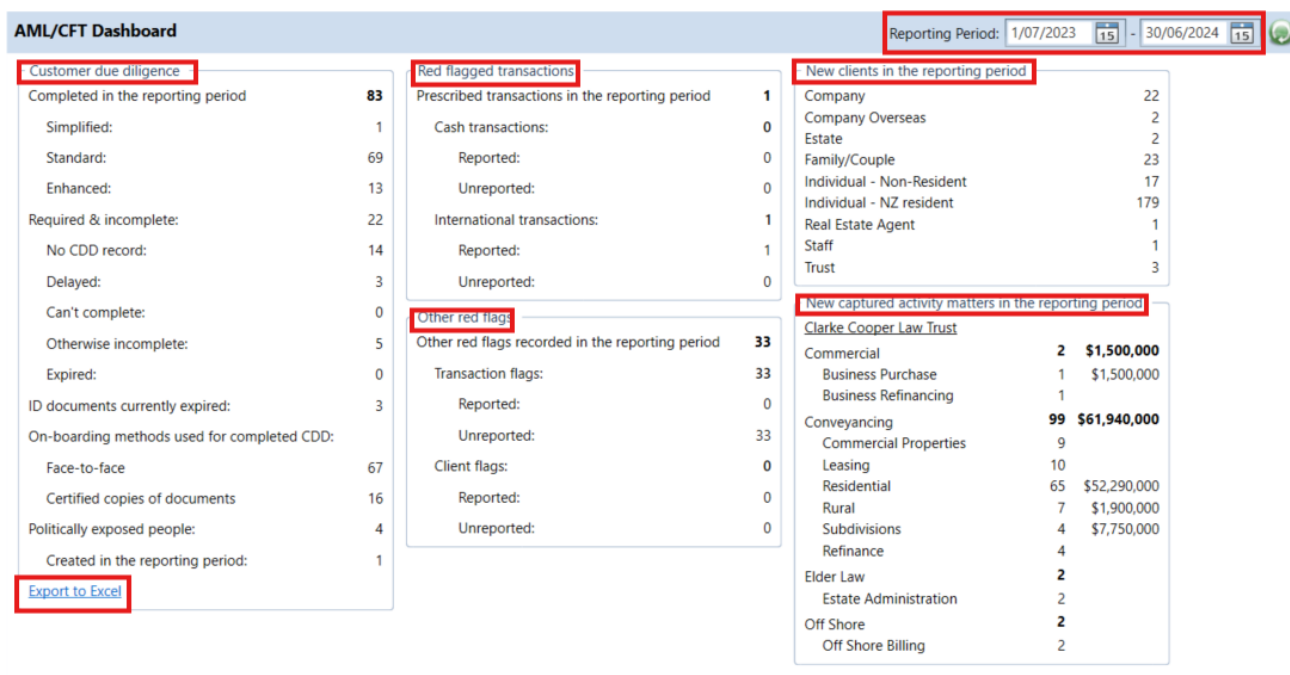 AML/CFT Dashboard
Reporting Period: 1/07/2023 15 - 30/06/2024 15
Customer due diligence
Completed in the reporting period 83
Simplified: 1
Standard: 69
Enhanced: 13
Required & incomplete: 22
No CDD record: 14
Delayed: 3
Can't complete: 0
Otherwise incomplete: 5
Expired: 0
ID documents currently expired: 3
On-boarding methods used for completed CDD:
Face-to-face 67
Certified copies of documents 16
Politically exposed people: 4
Created in the reporting period: 1
Export to Excel
Red flagged transactions
Prescribed transactions in the reporting period 1
Cash transactions: 0
Reported: 0
Unreported: 0
International transactions: 1
Reported: 1
Unreported: 0
Other red flags
Other red flags recorded in the reporting period 33
Transaction flags: 33
Reported: 0
Unreported: 33
Client flags: 0
Reported: 0
Unreported: 0
New clients in the reporting period
Company 22
Company Overseas 2
Estate 2
Family/Couple 23
Individual - Non-Resident 17
Individual - NZ resident 179
Real Estate Agent 1
Staff 1
Trust 3
New captured activity matters in the reporting period
Clarke Cooper Law Trust
Commercial 2 $1,500,000
Business Purchase 1 $1,500,000
Business Refinancing 1
Conveyancing 99 $61,940,000
Commercial Properties 9
Leasing 10
Residential 65 $52,290,000
Rural 7 $1,900,000
Subdivisions 4 $7,750,000
Refinance 4
Elder Law 2
Estate Administration 2
Off Shore 2
Off Shore Billing 2